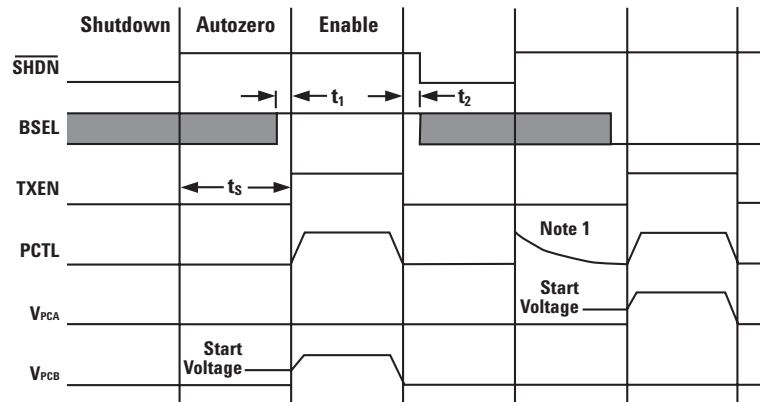 Shutdown Autozero Enable
SHDN
t1 t2
BSEL
tS
TXEN
Note 1
PCTL
Start
Voltage
VPCA
Start
Voltage
VPCB